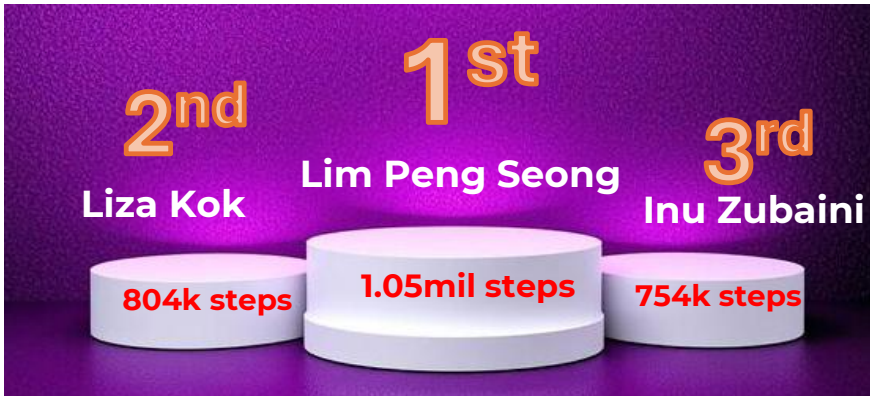 1st
Lim Peng Seong
1.05mil steps
2nd
Liza Kok
804k steps
3rd
Inu Zubaini
754k steps